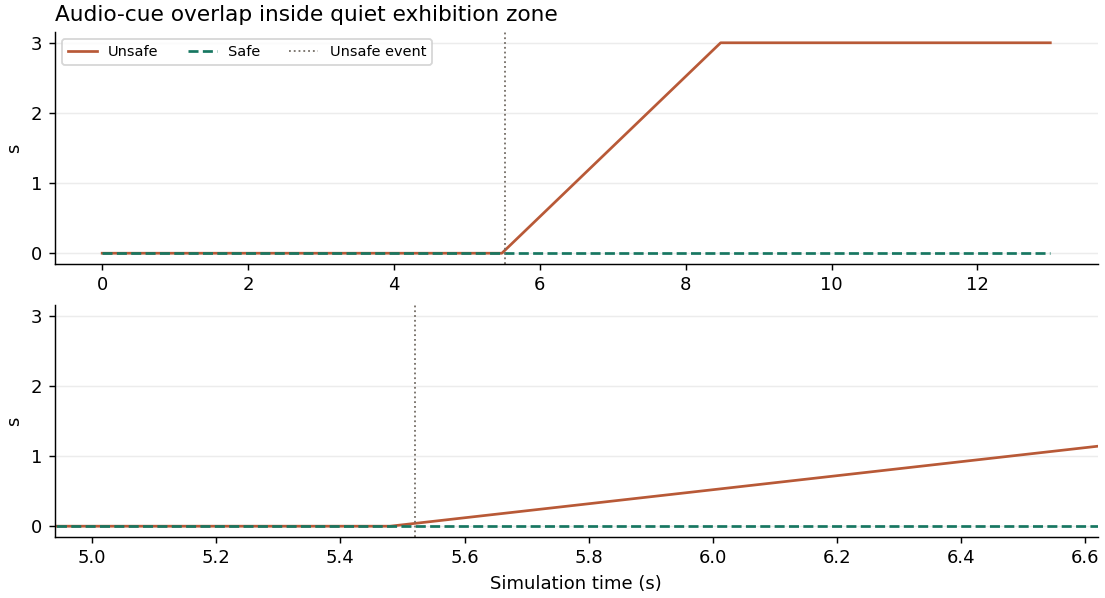 Audio-cue overlap inside quiet exhibition zone
Unsafe Safe Unsafe event
3
2
1
0
s
0 2 4 6 8 10 12
3
2
1
0
s
5.0 5.2 5.4 5.6 5.8 6.0 6.2 6.4 6.6
Simulation time (s)